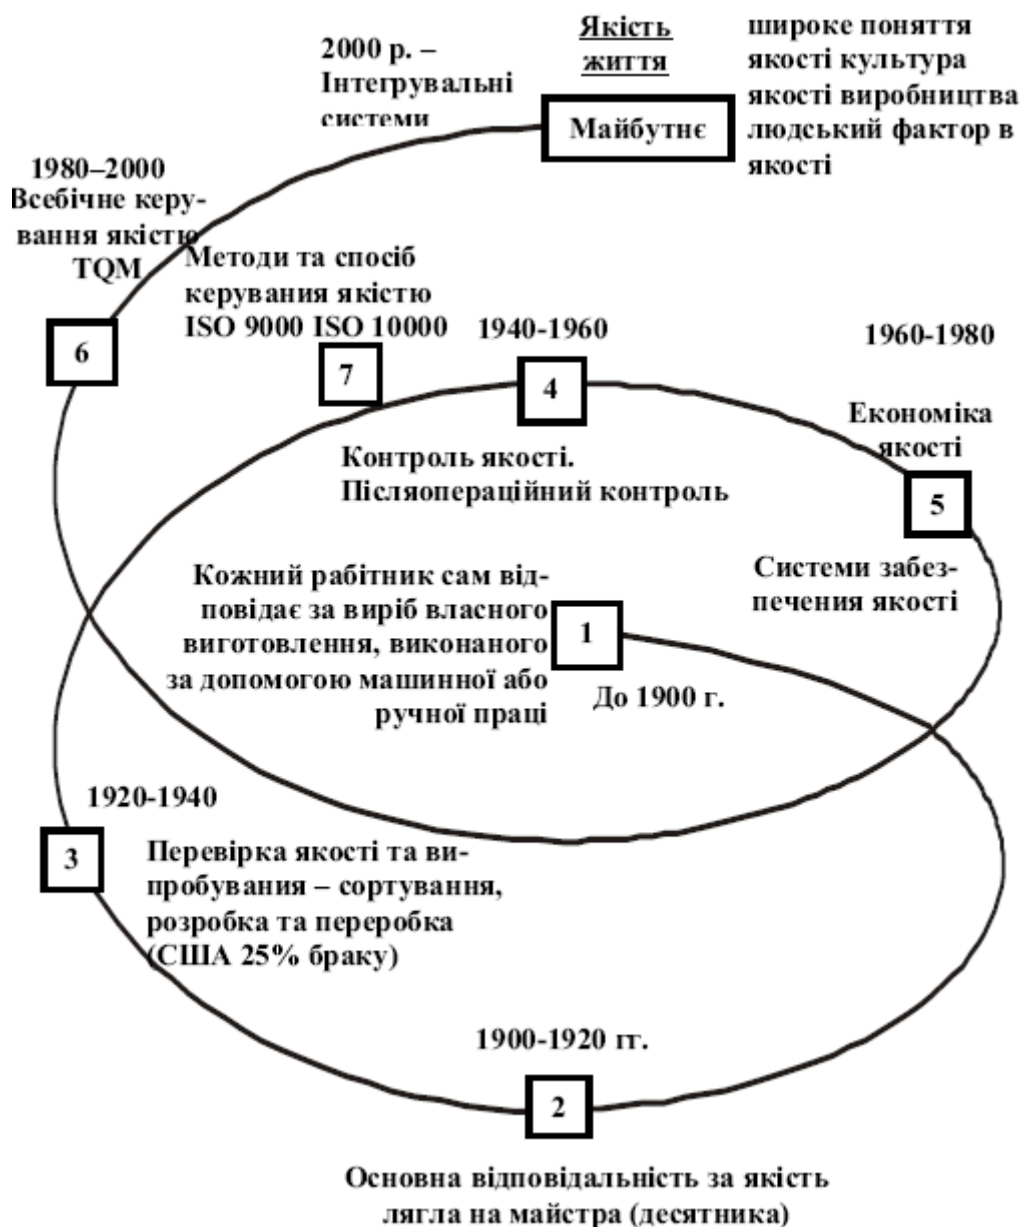 2000 р. –
Інтегрувальні
системи
Якість
життя
Майбутнє
широке поняття
якості культура
якості виробництва
людський фактор в
якості
1980–2000
Всебічне керу-
вання якістю
TQM
6
Методи та спосіб
керування якістю
ISO 9000 ISO 10000
7
1940-1960
4
Контроль якості.
Післяопераційний контроль
1960-1980
Економіка
якості
5
Системи забез-
печення якості
Кожний рабітник сам від-
повідає за виріб власного
виготовлення, виконаного
за допомогою машинної або
ручної праці
1
До 1900 г.
1920-1940
3
Перевірка якості та ви-
пробування – сортування,
розробка та переробка
(США 25% браку)
1900-1920 гг.
2
Основна відповідальність за якість
лягла на майстра (десятника)